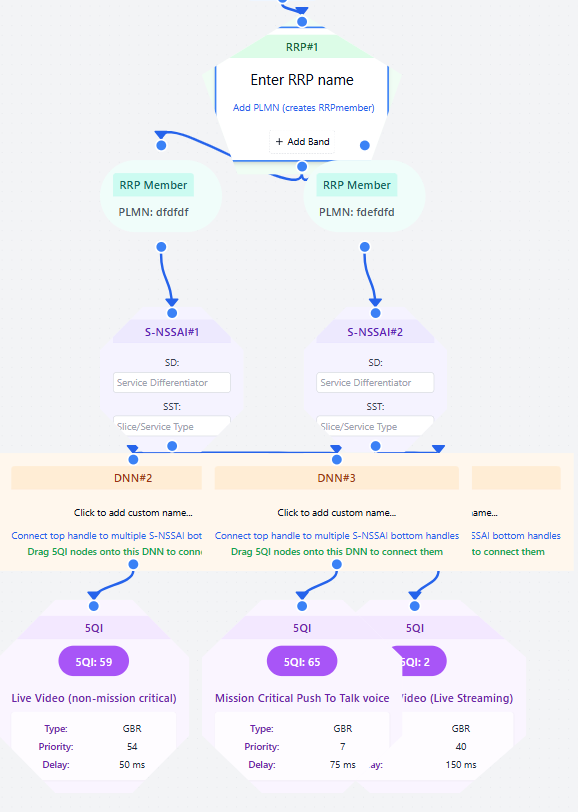 RRP#1
Enter RRP name
Add PLMN (creates RRPmember)
+ Add Band
RRP Member
PLMN: dfdfdf
RRP Member
PLMN: fdefdfd
S-NSSAI#1
SD:
Service Differentiator
SST:
Slice/Service Type
S-NSSAI#2
SD:
Service Differentiator
SST:
Slice/Service Type
DNN#2
Click to add custom name...
Connect top handle to multiple S-NSSAI bot
Drag 5QI nodes onto this DNN to conn
DNN#3
Click to add custom name...
Connect top handle to multiple S-NSSAI bottom handles
Drag 5QI nodes onto this DNN to connect them
ame...
SSAI bottom handles
to connect them
5QI
5QI: 59
Live Video (non-mission critical)
Type: GBR
Priority: 54
Delay: 50 ms
5QI
5QI: 65
Mission Critical Push To Talk voice
Type: GBR
Priority: 7
Delay: 75 ms
5QI
5QI: 2
Video (Live Streaming)
GBR
40
ay: 150 ms